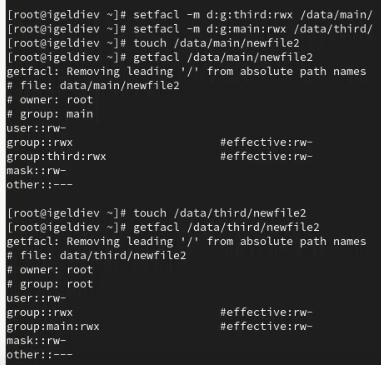 [root@igeldiev ~]# setfacl -m d:g:third:rwx /data/main/
[root@igeldiev ~]# setfacl -m d:g:main:rwx /data/third/
[root@igeldiev ~]# touch /data/main/newfile2
[root@igeldiev ~]# getfacl /data/main/newfile2
getfacl: Removing leading '/' from absolute path names
# file: data/main/newfile2
# owner: root
# group: main
user::rw-
group::rwx #effective:rw-
group:third:rwx #effective:rw-
mask::rw-
other::---
[root@igeldiev ~]# touch /data/third/newfile2
[root@igeldiev ~]# getfacl /data/third/newfile2
getfacl: Removing leading '/' from absolute path names
# file: data/third/newfile2
# owner: root
# group: root
user::rw-
group::rwx #effective:rw-
group:main:rwx #effective:rw-
mask::rw-
other::---